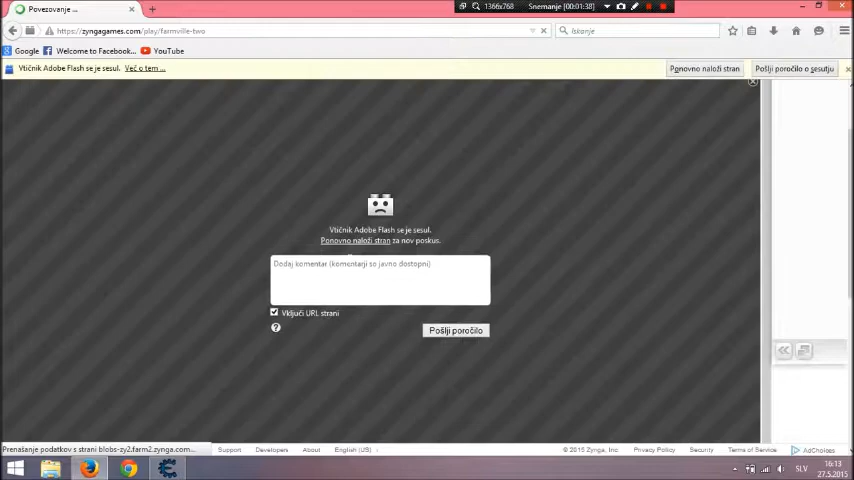 Povezovanje ...
1366x768
Snemanje [00:01:38]
https://zyngagames.com/play/farmville-two
Iskanje
Google
Welcome to Facebook...
YouTube
Vtičnik Adobe Flash se je sesul. Več o tem ...
Ponovno naloži stran
Pošlji poročilo o sesutju
Vtičnik Adobe Flash se je sesul.
Ponovno naloži stran za nov poskus.
Dodaj komentar (komentarji so javno dostopni)
Vključi URL strani
Pošlji poročilo
Prenašanje podatkov s strani blobs-zy2.farm2.zynga.com...
Support
Developers
About
English (US)
© 2015 Zynga, Inc.
Privacy Policy
Security
Terms of Service
AdChoices
SLV
16:13
27.5.2015